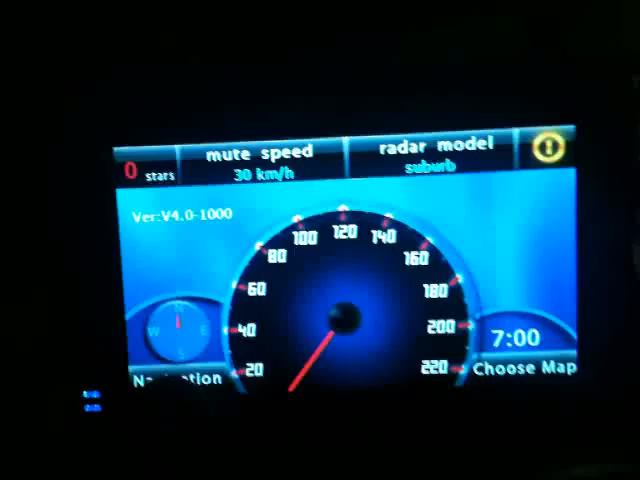 0 stars
mute speed
30 km/h
radar model
suburb
Ver:V4.0-1000
20
40
60
80
100
120
140
160
180
200
220
N
W
E
S
7:00
Choose Map